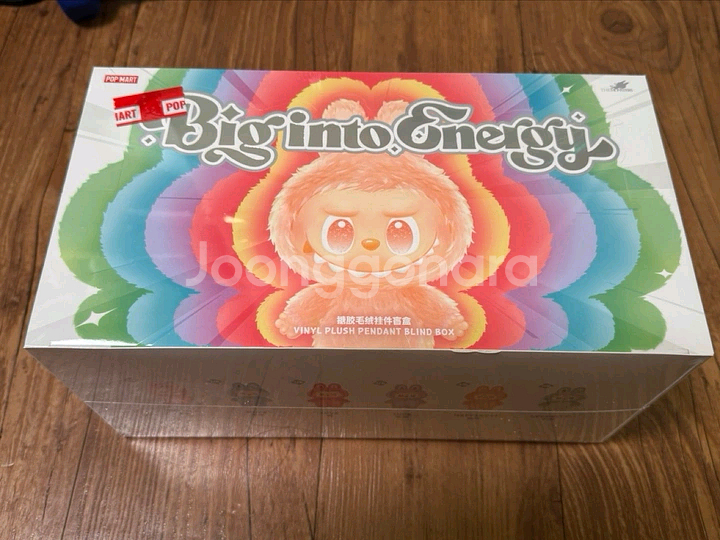 POP MART
MART
POP
Big into Energy
Joonggonara
搪胶毛绒挂件盲盒
VINYL PLUSH PENDANT BLIND BOX